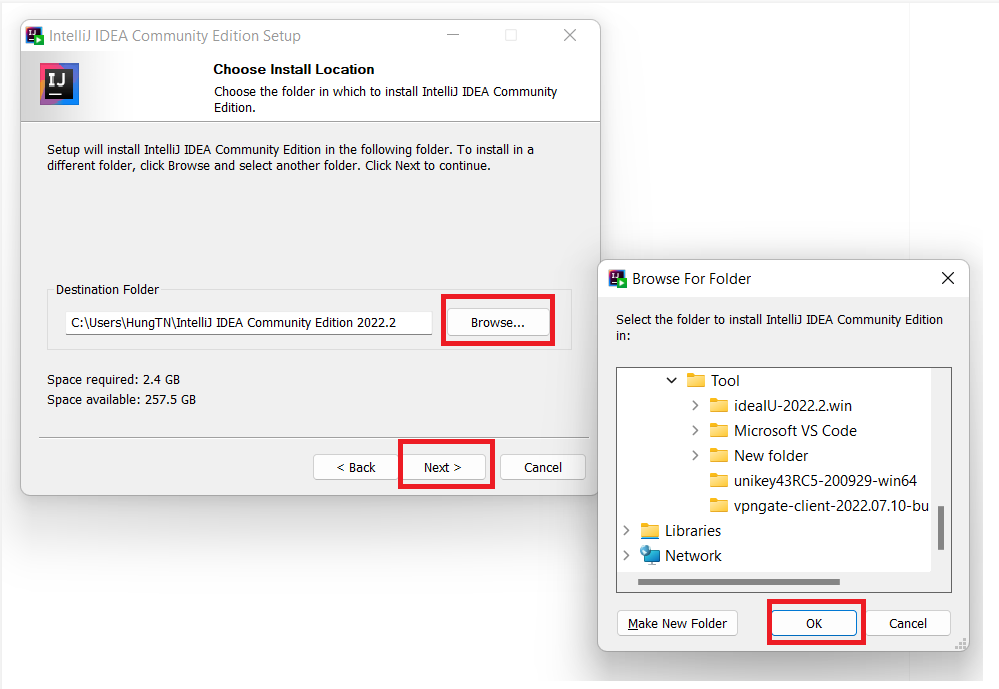 IntelliJ IDEA Community Edition Setup
IJ
Choose Install Location
Choose the folder in which to install IntelliJ IDEA Community
Edition.
Setup will install IntelliJ IDEA Community Edition in the following folder. To install in a
different folder, click Browse and select another folder. Click Next to continue.
Destination Folder
C:\Users\HungTN\IntelliJ IDEA Community Edition 2022.2
Browse...
Space required: 2.4 GB
Space available: 257.5 GB
< Back
Next >
Cancel
Browse For Folder
Select the folder to install IntelliJ IDEA Community Edition
in:
Tool
ideaIU-2022.2.win
Microsoft VS Code
New folder
unikey43RC5-200929-win64
vpngate-client-2022.07.10-bu
Libraries
Network
Make New Folder
OK
Cancel